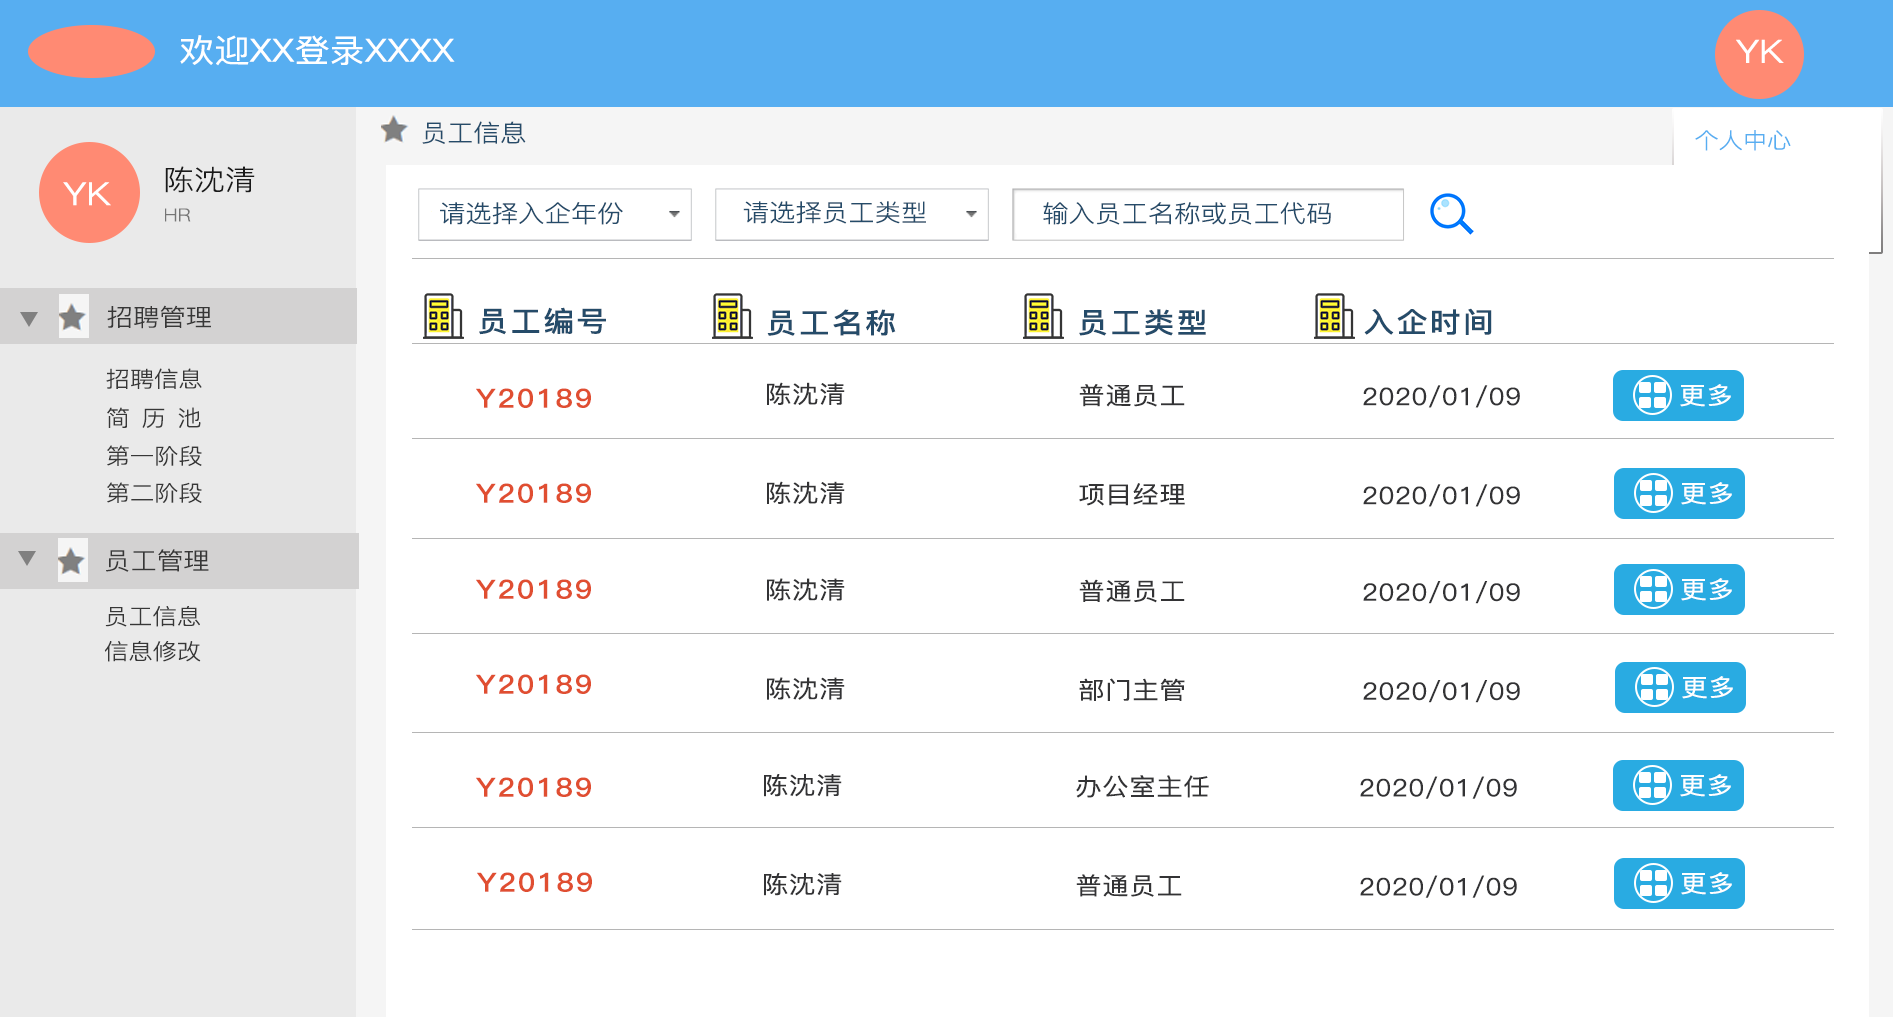 欢迎XX登录XXXX
YK
YK
陈沈清
HR
员工信息
个人中心
请选择入企年份
请选择员工类型
输入员工名称或员工代码
招聘管理
招聘信息
简 历 池
第一阶段
第二阶段
员工管理
员工信息
信息修改
员工编号 员工名称 员工类型 入企时间
Y20189 陈沈清 普通员工 2020/01/09 更多
Y20189 陈沈清 项目经理 2020/01/09 更多
Y20189 陈沈清 普通员工 2020/01/09 更多
Y20189 陈沈清 部门主管 2020/01/09 更多
Y20189 陈沈清 办公室主任 2020/01/09 更多
Y20189 陈沈清 普通员工 2020/01/09 更多